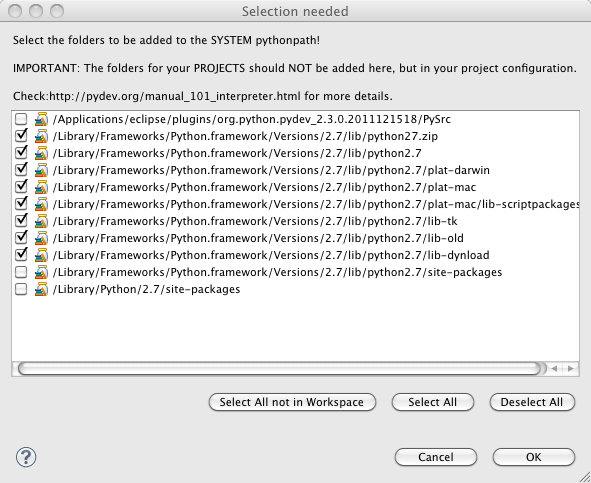 Selection needed
Select the folders to be added to the SYSTEM pythonpath!
IMPORTANT: The folders for your PROJECTS should NOT be added here, but in your project configuration.
Check:http://pydev.org/manual_101_interpreter.html for more details.
/Applications/eclipse/plugins/org.python.pydev_2.3.0.2011121518/PySrc
/Library/Frameworks/Python.framework/Versions/2.7/lib/python27.zip
/Library/Frameworks/Python.framework/Versions/2.7/lib/python2.7
/Library/Frameworks/Python.framework/Versions/2.7/lib/python2.7/plat-darwin
/Library/Frameworks/Python.framework/Versions/2.7/lib/python2.7/plat-mac
/Library/Frameworks/Python.framework/Versions/2.7/lib/python2.7/plat-mac/lib-scriptpackages
/Library/Frameworks/Python.framework/Versions/2.7/lib/python2.7/lib-tk
/Library/Frameworks/Python.framework/Versions/2.7/lib/python2.7/lib-old
/Library/Frameworks/Python.framework/Versions/2.7/lib/python2.7/lib-dynload
/Library/Frameworks/Python.framework/Versions/2.7/lib/python2.7/site-packages
/Library/Python/2.7/site-packages
Select All not in Workspace Select All Deselect All
? Cancel OK